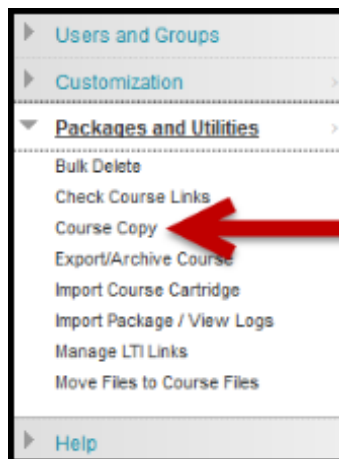 Users and Groups
Customization
Packages and Utilities
Bulk Delete
Check Course Links
Course Copy
Export/Archive Course
Import Course Cartridge
Import Package / View Logs
Manage LTI Links
Move Files to Course Files
Help